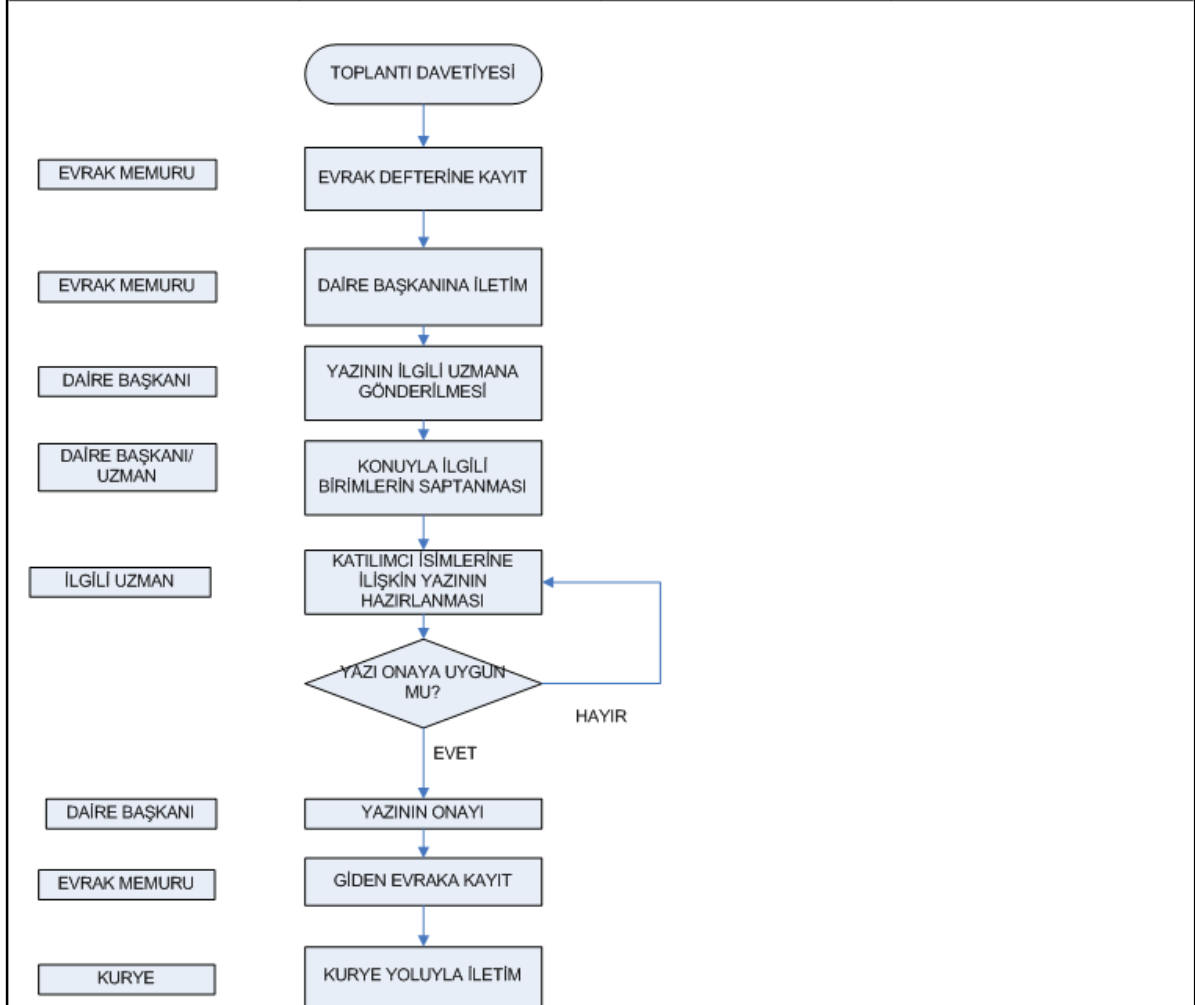 TOPLANTI DAVETİYESİ
EVRAK MEMURU
EVRAK DEFTERİNE KAYIT
EVRAK MEMURU
DAİRE BAŞKANINA İLETİM
DAİRE BAŞKANI
YAZININ İLGİLİ UZMANA
GÖNDERİLMESİ
DAİRE BAŞKANI/
UZMAN
KONUYLA İLGİLİ
BİRİMLERİN SAPTANMASI
İLGİLİ UZMAN
KATILIMCI İSİMLERİNE
İLİŞKİN YAZININ
HAZIRLANMASI
YAZI ONAYA UYGUN
MU?
HAYIR
EVET
DAİRE BAŞKANI
YAZININ ONAYI
EVRAK MEMURU
GİDEN EVRAKA KAYIT
KURYE
KURYE YOLUYLA İLETİM